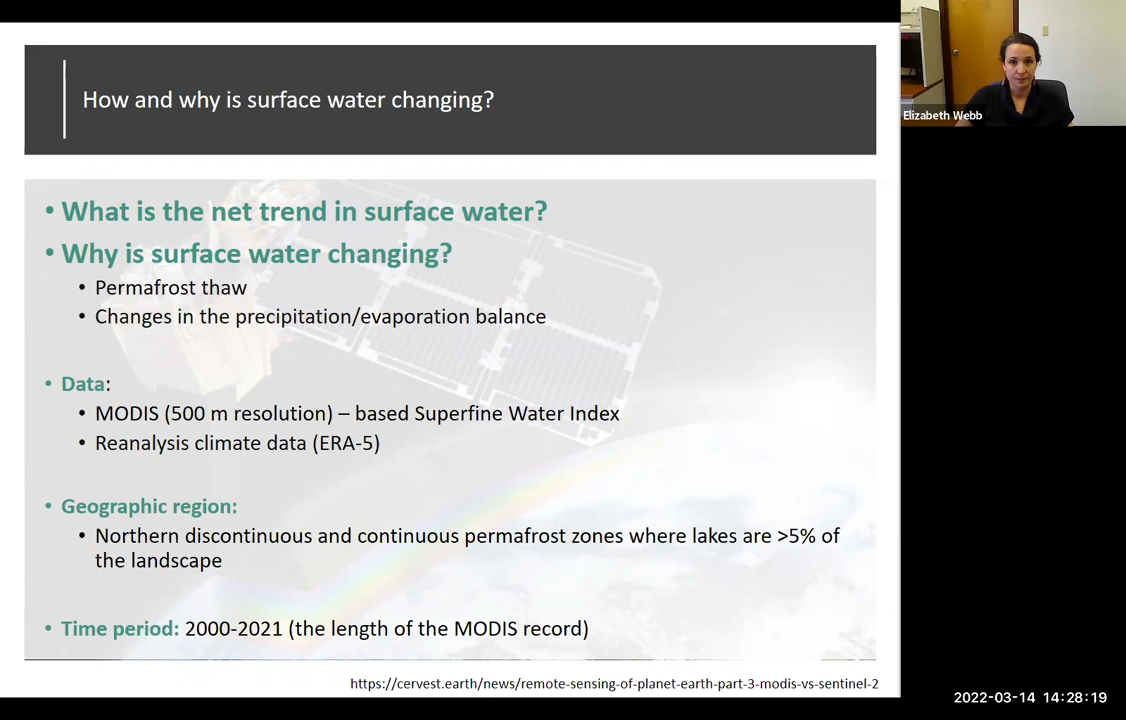 How and why is surface water changing?
• What is the net trend in surface water?
• Why is surface water changing?
• Permafrost thaw
• Changes in the precipitation/evaporation balance
• Data:
• MODIS (500 m resolution) – based Superfine Water Index
• Reanalysis climate data (ERA-5)
• Geographic region:
• Northern discontinuous and continuous permafrost zones where lakes are >5% of
the landscape
• Time period: 2000-2021 (the length of the MODIS record)
https://cervest.earth/news/remote-sensing-of-planet-earth-part-3-modis-vs-sentinel-2
Elizabeth Webb
2022-03-14 14:28:19